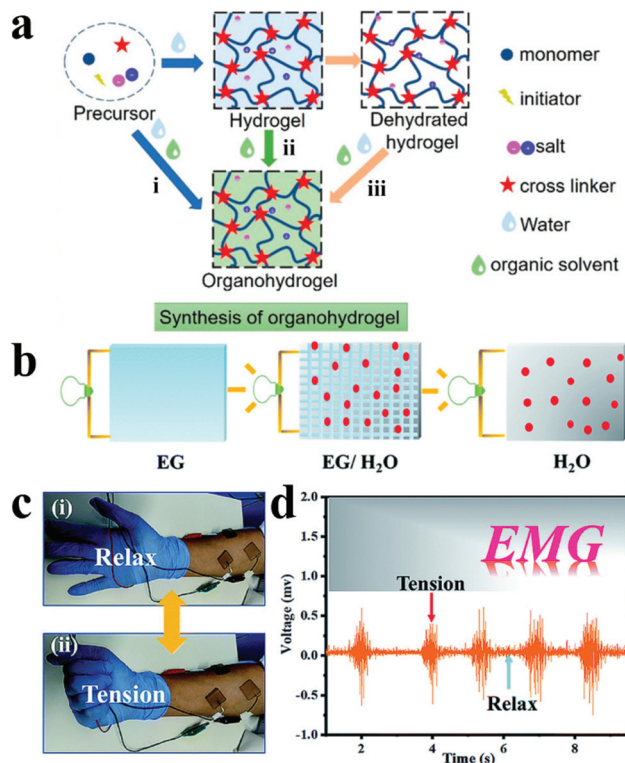 a
Precursor
Hydrogel
Dehydrated
hydrogel
i
ii
iii
Organohydrogel
Synthesis of organohydrogel
monomer
initiator
salt
cross linker
Water
organic solvent
b
EG
EG/ H₂O
H₂O
c
(i)
Relax
(ii)
Tension
d
EMG
Tension
Relax
Voltage (mv)
2.0
1.5
1.0
0.5
0.0
-0.5
-1.0
2
4
6
8
Time (s)